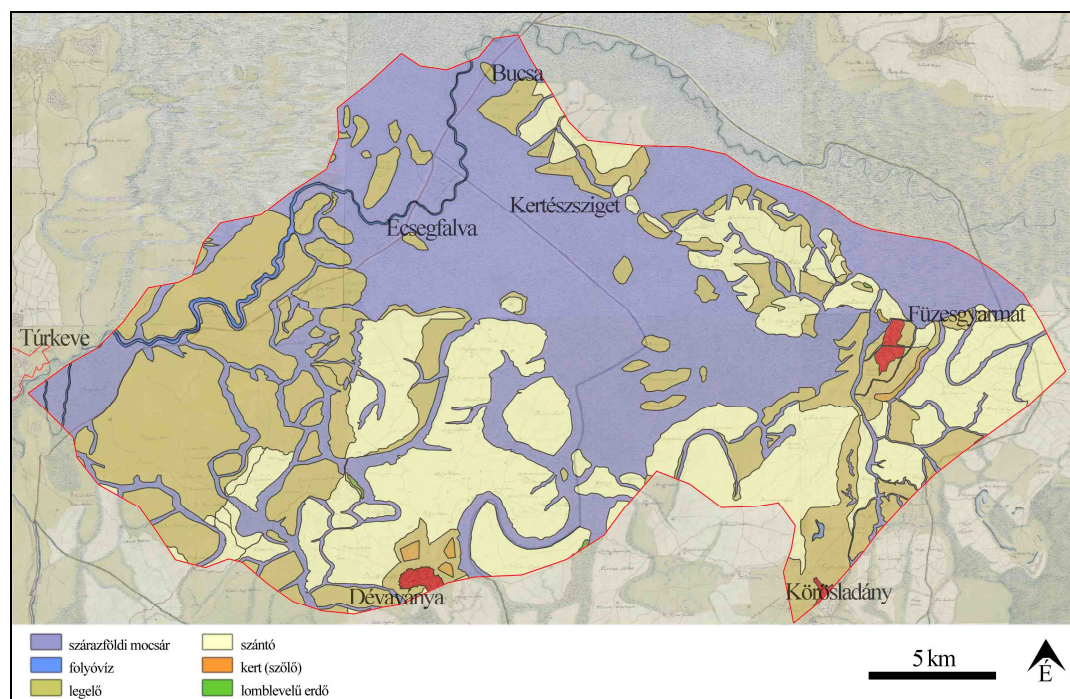 Bucsa
Kertészsziget
Ecsegfalva
Füzesgyarmat
Túrkeve
Dévaványa
Körösladány
szárazföldi mocsár
folyóvíz
legelő
szántó
kert (szőlő)
lomblevelű erdő
5 km
É